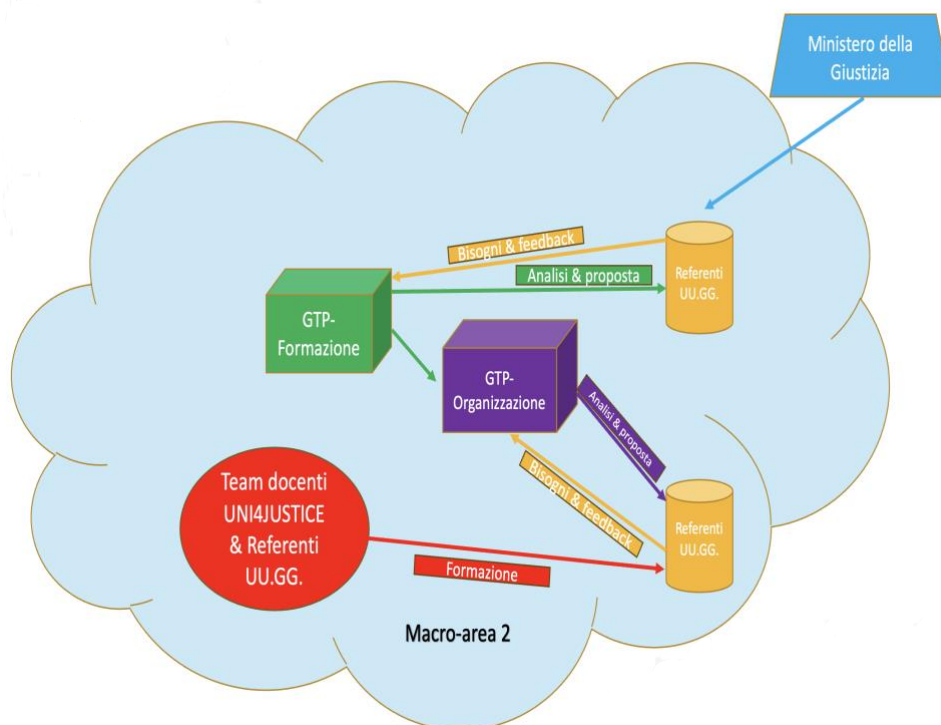 Ministero della
Giustizia
Bisogni & feedback
Analisi & proposta
Referenti
UU.GG.
GTP-
Formazione
GTP-
Organizzazione
Analisi & proposta
Bisogni & feedback
Team docenti
UNI4JUSTICE
& Referenti
UU.GG.
Referenti
UU.GG.
Formazione
Macro-area 2